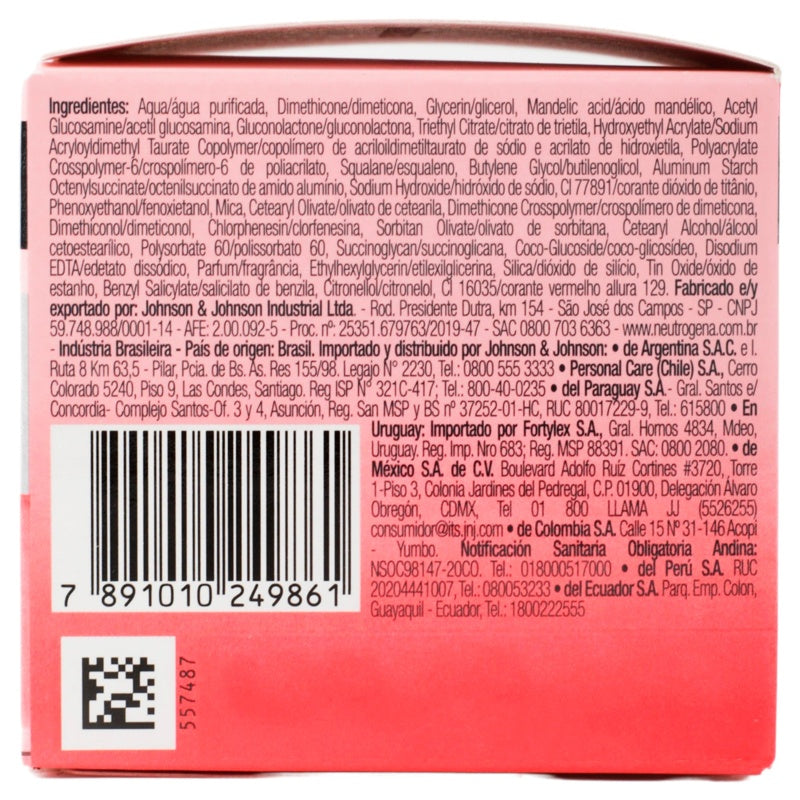 Ingredientes: Aqua/água purificada, Dimethicone/dimeticona, Glycerin/glicerol, Mandelic acid/ácido mandélico, Acetyl
Glucosamine/acetil glucosamina, Gluconolactone/gluconolactona, Triethyl Citrate/citrato de trietila, Hydroxyethyl Acrylate/Sodium
Acryloyldimethyl Taurate Copolymer/copolímero de acriloildimetiltaurato de sódio e acrilato de hidroxietila, Polyacrylate
Crosspolymer-6/crospolímero-6 de poliacrilato, Squalane/esqualeno, Butylene Glycol/butilenoglicol, Aluminum Starch
Octenylsuccinate/octenilsuccinato de amido alumínio, Sodium Hydroxide/hidróxido de sódio, CI 77891/corante dióxido de titânio,
Phenoxyethanol/fenoxietanol, Mica, Cetearyl Olivate/olivato de cetearila, Dimethicone Crosspolymer/crospolímero de dimeticona,
Dimethiconol/dimeticonol, Chlorphenesin/clorfenesina, Sorbitan Olivate/olivato de sorbitana, Cetearyl Alcohol/álcool
cetoestearílico, Polysorbate 60/polissorbato 60, Succinoglycan/succinoglicana, Coco-Glucoside/coco-glicosídeo, Disodium
EDTA/edetato dissódico, Parfum/fragrância, Ethylhexylglycerin/etilexilglicerina, Silica/dióxido de silício, Tin Oxide/óxido de
estanho, Benzyl Salicylate/salicilato de benzila, Citronellol/citronelol, CI 16035/corante vermelho allura 129. Fabricado e/y
exportado por: Johnson & Johnson Industrial Ltda. - Rod. Presidente Dutra, km 154 - São José dos Campos - SP - CNPJ
59.748.988/0001-14 - AFE: 2.00.092-5 - Proc. nº: 25351.679763/2019-47 - SAC 0800 703 6363 - www.neutrogena.com.br
- Indústria Brasileira - País de origen: Brasil. Importado y distribuido por Johnson & Johnson: • de Argentina S.A.C. e I.
Ruta 8 Km 63,5 - Pilar, Pcia. de Bs. As. Res 155/98. Legajo N° 2230, Tel.: 0800 555 3333 • Personal Care (Chile) S.A., Cerro
Colorado 5240, Piso 9, Las Condes, Santiago. Reg ISP N° 321C-417; Tel.: 800-40-0235 • del Paraguay S.A.- Gral. Santos e/
Concordia- Complejo Santos-Of. 3 y 4, Asunción, Reg. San MSP y BS nº 37252-01-HC, RUC 80017229-9, Tel.: 615800 • En
Uruguay: Importado por Fortylex S.A., Gral. Hornos 4834, Mdeo,
Uruguay. Reg. Imp. Nro 683; Reg. MSP 88391. SAC: 0800 2080. • de
México S.A. de C.V. Boulevard Adolfo Ruíz Cortines #3720, Torre
1-Piso 3, Colonia Jardines del Pedregal, C.P. 01900, Delegación Álvaro
Obregón, CDMX, Tel 01 800 LLAMA JJ (5526255)
consumidor@its.jnj.com • de Colombia S.A. Calle 15 N° 31-146 Acopi
- Yumbo. Notificación Sanitaria Obligatoria Andina:
NSOC98147-20CO. Tel.: 018000517000 • del Perú S.A. RUC
20204441007, Tel.: 080053233 • del Ecuador S.A. Parq. Emp. Colon,
Guayaquil - Ecuador, Tel.: 1800222555
7 891010 249861
557487